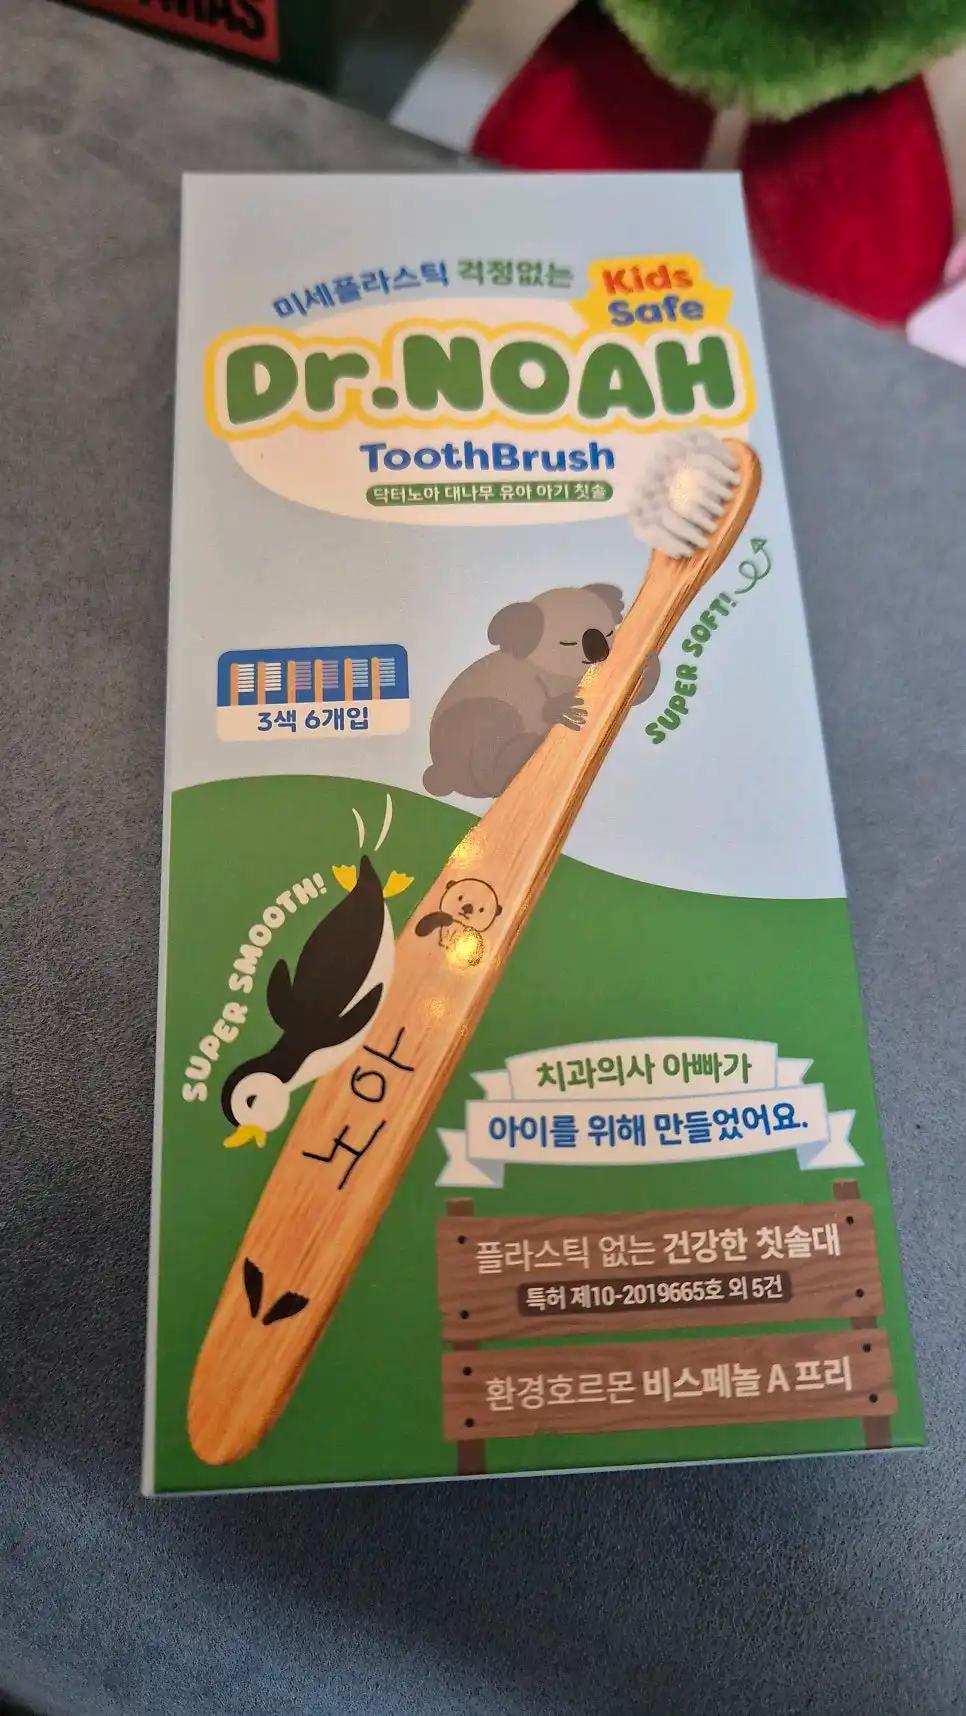 미세플라스틱 걱정없는
Kids
Safe
Dr.NOAH
ToothBrush
닥터노아 대나무 유아 아기 칫솔
SUPER SOFT!
3색 6개입
SUPER SMOOTH!
노아
치과의사 아빠가
아이를 위해 만들었어요.
플라스틱 없는 건강한 칫솔대
특허 제10-2019665호 외 5건
환경호르몬 비스페놀 A 프리